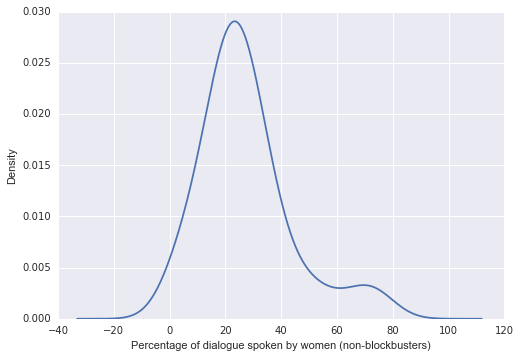 0.030
0.025
0.020
0.015
0.010
0.005
0.000
Density
−40 −20 0 20 40 60 80 100 120
Percentage of dialogue spoken by women (non-blockbusters)